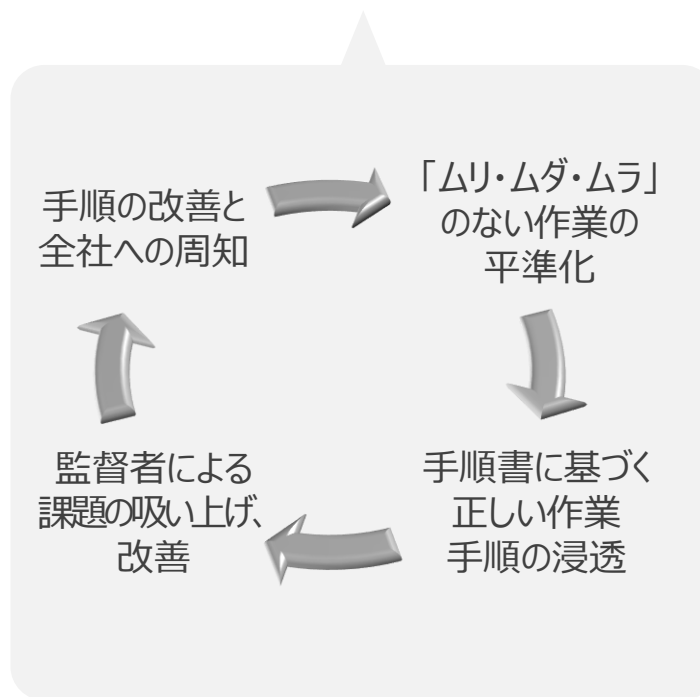 手順の改善と
全社への周知
「ムリ・ムダ・ムラ」
のない作業の
平準化
手順書に基づく
正しい作業
手順の浸透
監督者による
課題の吸い上げ、
改善